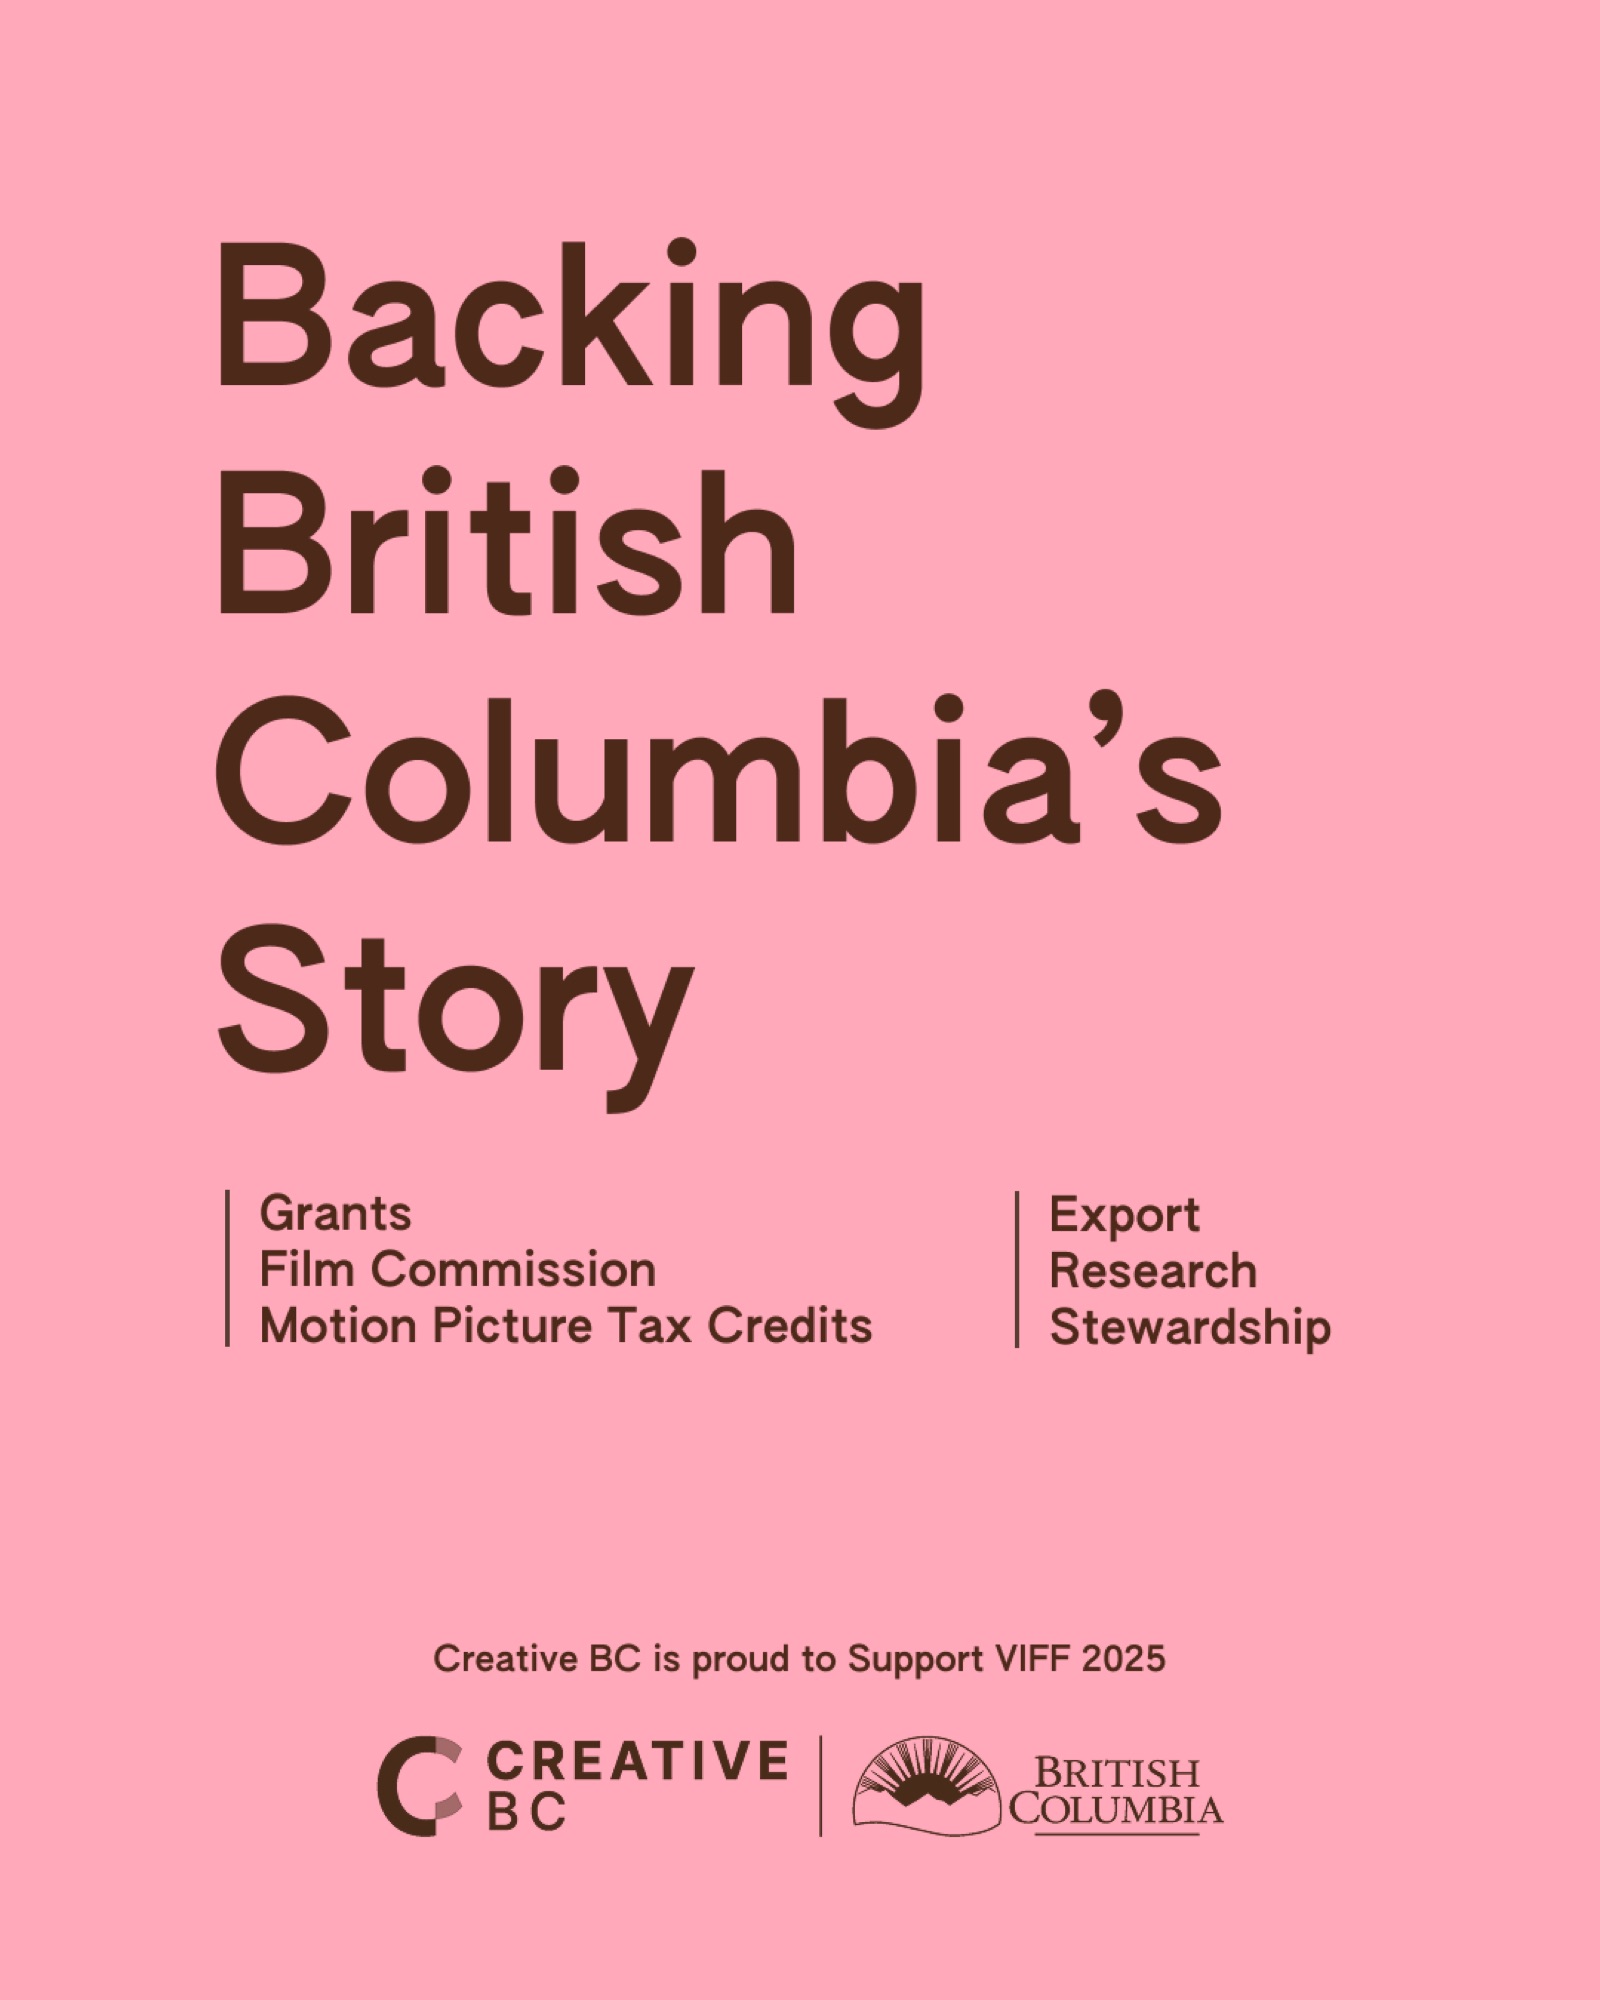 Backing
British
Columbia’s
Story
Grants
Film Commission
Motion Picture Tax Credits
Export
Research
Stewardship
Creative BC is proud to Support VIFF 2025
CREATIVE
BC
BRITISH
COLUMBIA